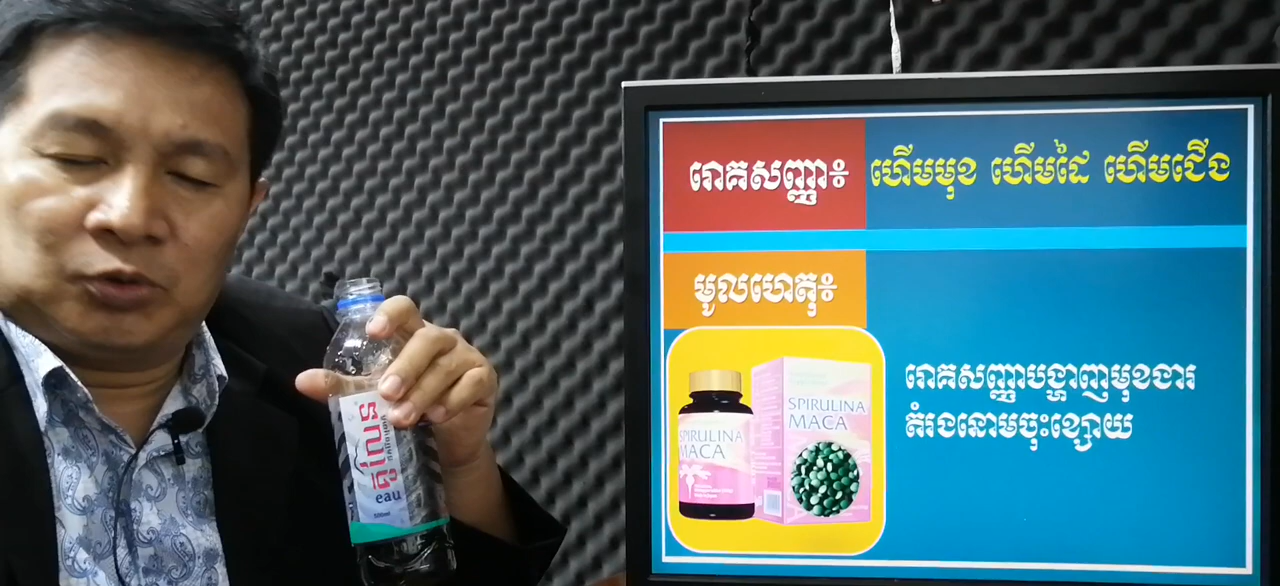 រោគសញ្ញា៖ ហើមមុខ ហើមដៃ ហើមជើង
មូលហេតុ៖
រោគសញ្ញាបង្ហាញមុខងារ
តំរងនោមចុះខ្សោយ
SPIRULINA
MACA
SPIRULINA
MACA
eau
500ml